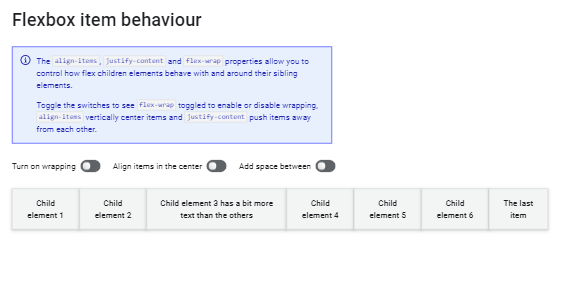 Flexbox item behaviour
The align-items, justify-content and flex-wrap properties allow you to
control how flex children elements behave with and around their sibling
elements.
Toggle the switches to see flex-wrap toggled to enable or disable wrapping,
align-items vertically center items and justify-content push items away
from each other.
Turn on wrapping Align items in the center Add space between
Child
element 1
Child
element 2
Child element 3 has a bit more
text than the others
Child
element 4
Child
element 5
Child
element 6
The last
item